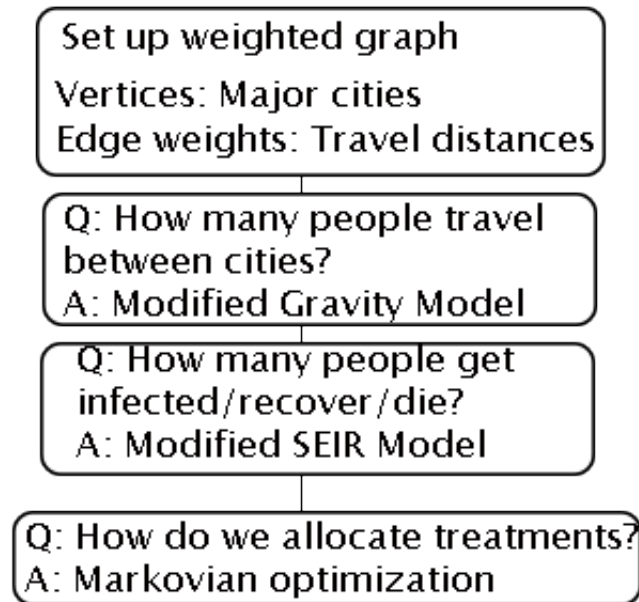 Set up weighted graph
Vertices: Major cities
Edge weights: Travel distances
Q: How many people travel
between cities?
A: Modified Gravity Model
Q: How many people get
infected/recover/die?
A: Modified SEIR Model
Q: How do we allocate treatments?
A: Markovian optimization